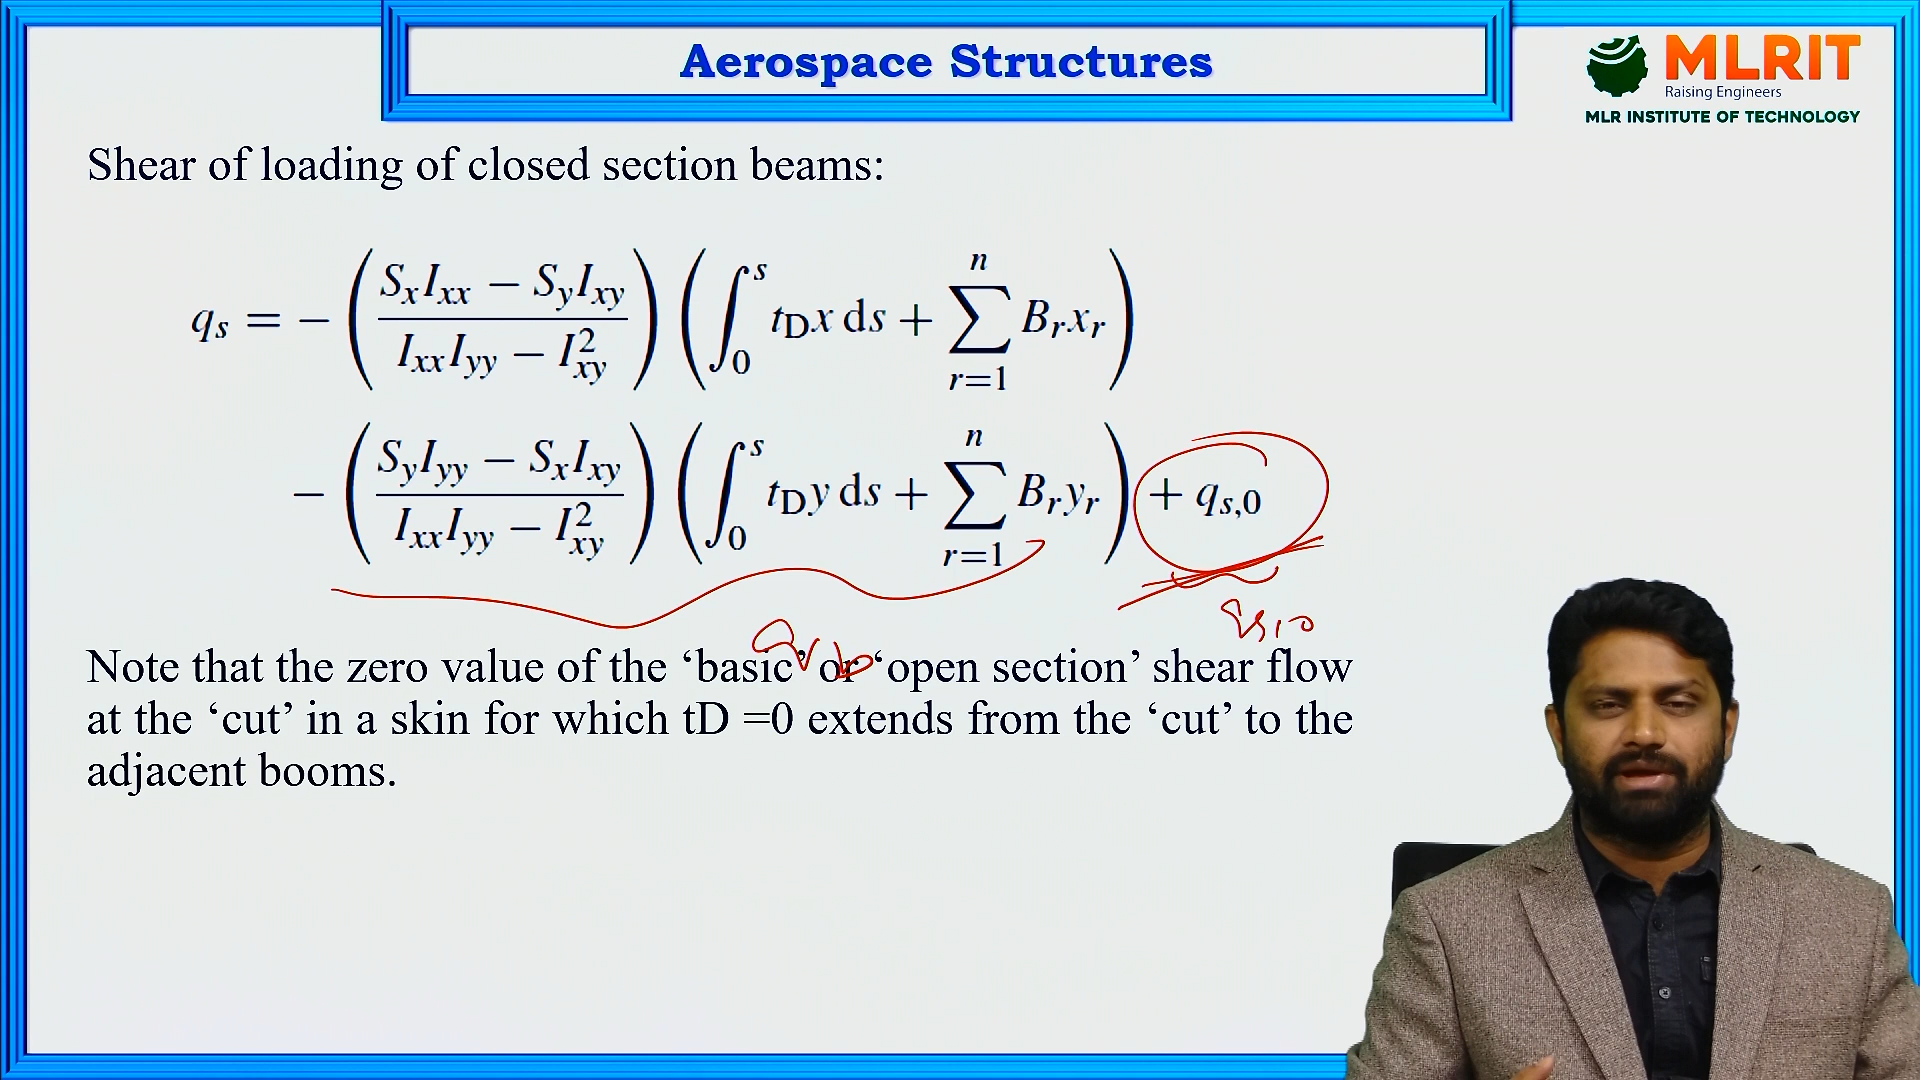 Aerospace Structures
MLRIT
Raising Engineers
MLR INSTITUTE OF TECHNOLOGY
Shear of loading of closed section beams:
q_s = − ( (S_x I_xx − S_y I_xy) / (I_xx I_yy − I_xy^2) ) ( ∫_0^s t_D x ds + ∑_{r=1}^n B_r x_r )
− ( (S_y I_yy − S_x I_xy) / (I_xx I_yy − I_xy^2) ) ( ∫_0^s t_D y ds + ∑_{r=1}^n B_r y_r ) + q_{s,0}
q_{s,0}
Note that the zero value of the ‘basic’ or ‘open section’ shear flow
at the ‘cut’ in a skin for which tD =0 extends from the ‘cut’ to the
adjacent booms.